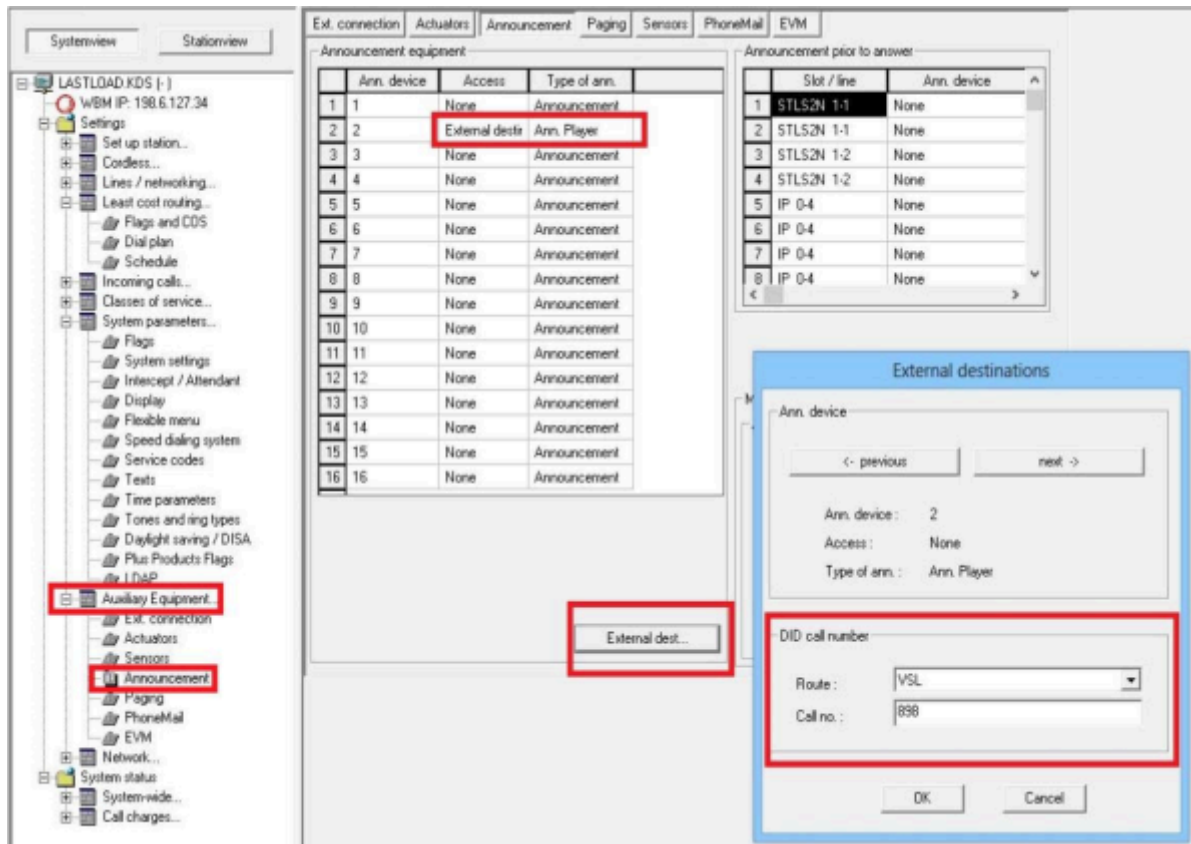 Systemview
Stationview
LASTLOAD.KDS (- )
WBM IP: 198.6.127.34
Settings
Set up station...
Cordless...
Lines / networking...
Least cost routing...
Flags and COS
Dial plan
Schedule
Incoming calls...
Classes of service...
System parameters...
Flags
System settings
Intercept / Attendant
Display
Flexible menu
Speed dialing system
Service codes
Texts
Time parameters
Tones and ring types
Daylight saving / DISA
Plus Products Flags
LDAP
Auxiliary Equipment...
Ext. connection
Actuators
Sensors
Announcement
Paging
PhoneMail
EVM
Network...
System status
System-wide...
Call charges...
Ext. connection Actuators Announcement Paging Sensors PhoneMail EVM
Announcement equipment
Ann. device Access Type of ann.
1 1 None Announcement
2 2 External destin Ann. Player
3 3 None Announcement
4 4 None Announcement
5 5 None Announcement
6 6 None Announcement
7 7 None Announcement
8 8 None Announcement
9 9 None Announcement
10 10 None Announcement
11 11 None Announcement
12 12 None Announcement
13 13 None Announcement
14 14 None Announcement
15 15 None Announcement
16 16 None Announcement
External dest...
Announcement prior to answer
Slot / line Ann. device
1 STLS2N 1-1 None
2 STLS2N 1-1 None
3 STLS2N 1-2 None
4 STLS2N 1-2 None
5 IP 0-4 None
6 IP 0-4 None
7 IP 0-4 None
8 IP 0-4 None
M
External destinations
Ann. device
<- previous
next ->
Ann. device : 2
Access : None
Type of ann. : Ann. Player
DID call number
Route : VSL
Call no. : 898
OK
Cancel